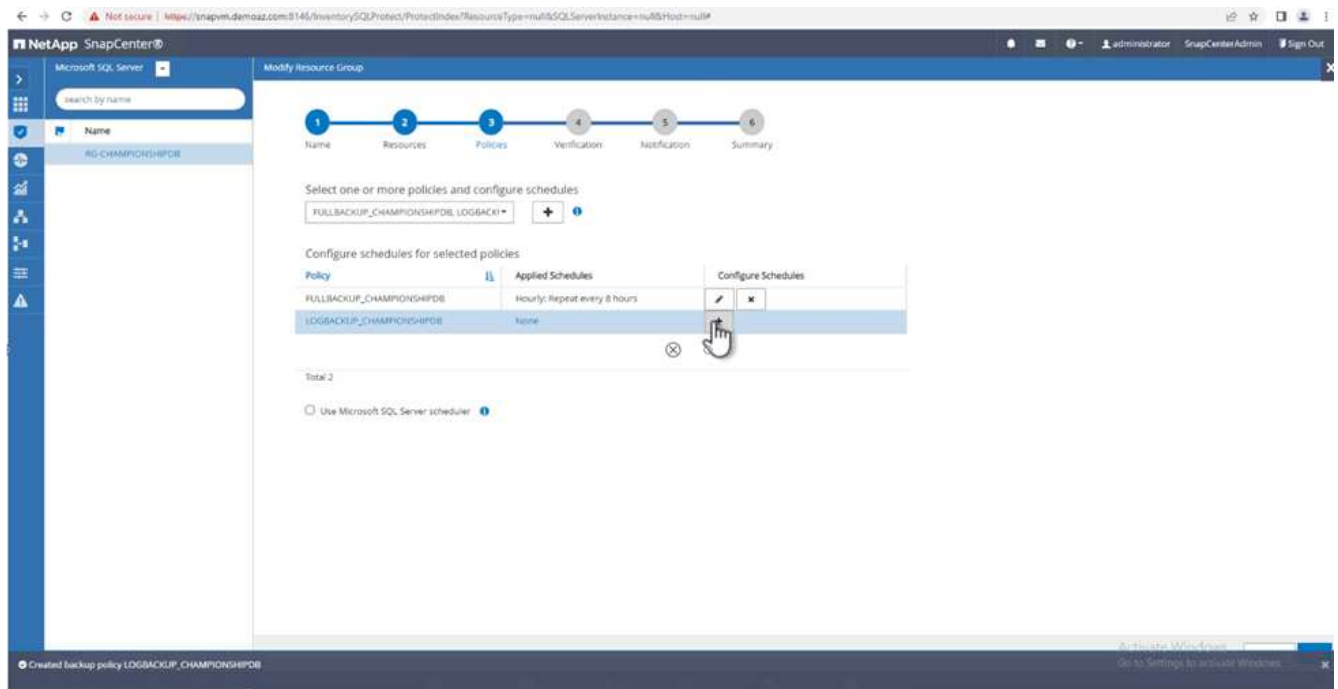 Not secure | https://snapvm.demoaz.com:8146/InventorySQLProtect/ProtectIndex?ResourceType=null&SQLServerInstance=null&Host=null#
NetApp SnapCenter®
administrator SnapCenterAdmin Sign Out
Microsoft SQL Server
Modify Resource Group
search by name
Name
RG-CHAMPIONSHIPDB
1 2 3 4 5 6
Name Resources Policies Verification Notification Summary
Select one or more policies and configure schedules
FULLBACKUP_CHAMPIONSHIPDB, LOGBACKU
Configure schedules for selected policies
Policy Applied Schedules Configure Schedules
FULLBACKUP_CHAMPIONSHIPDB Hourly: Repeat every 8 hours
LOGBACKUP_CHAMPIONSHIPDB None
Total 2
Use Microsoft SQL Server scheduler
Activate Windows
Go to Settings to activate Windows.
Created backup policy LOGBACKUP_CHAMPIONSHIPDB